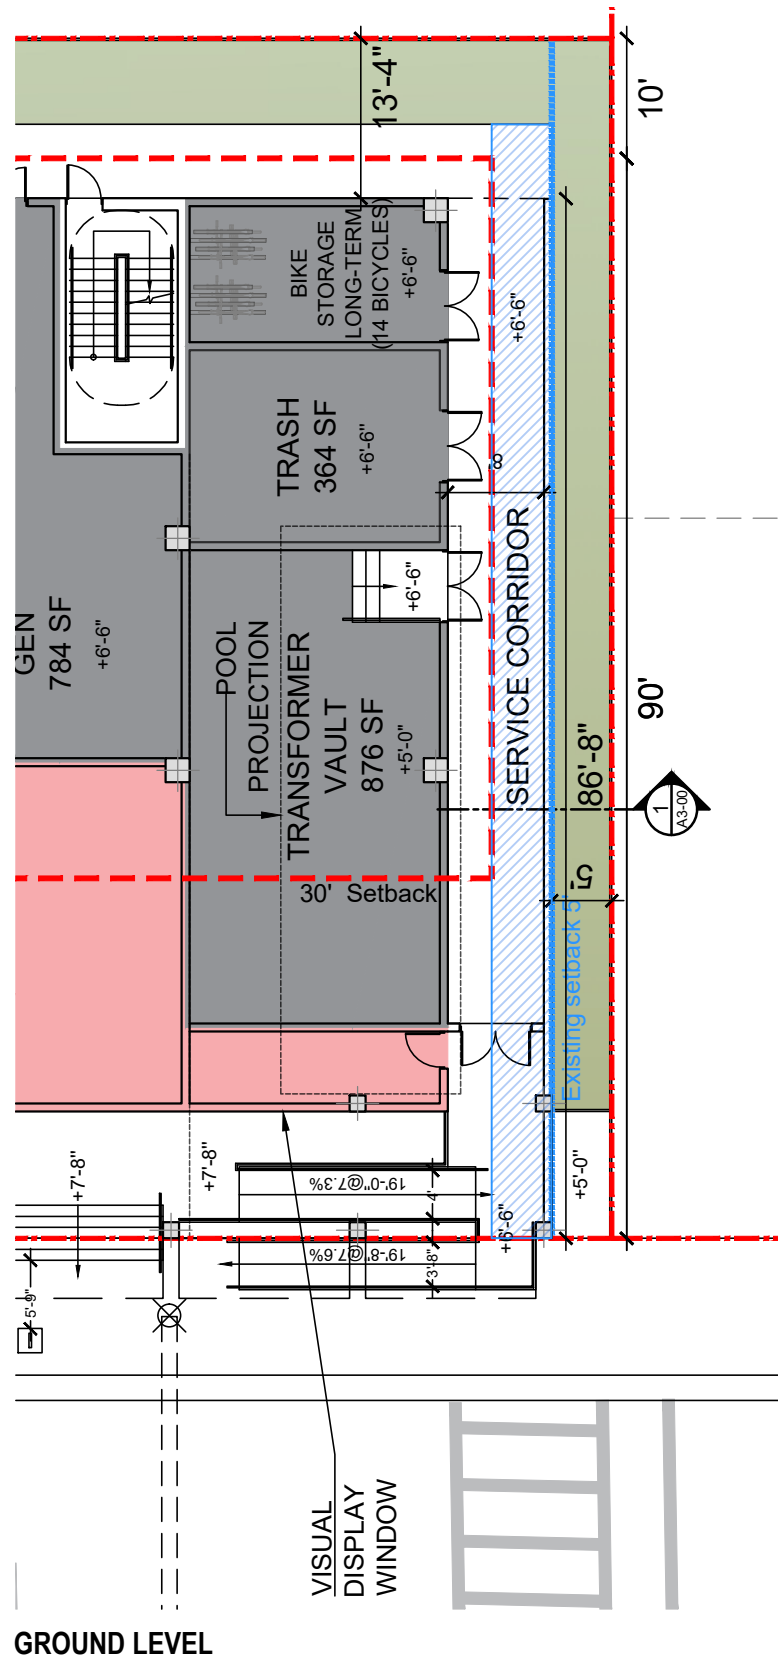 13'-4"
10'
BIKE
STORAGE
LONG-TERM
(14 BICYCLES)
+6'-6"
+6'-6"
TRASH
364 SF
+6'-6"
8'
GEN
784 SF
+6'-6"
+6'-6"
POOL
PROJECTION
TRANSFORMER
VAULT
876 SF
+5'-0"
SERVICE CORRIDOR
90'
86'-8"
1
A3-00
30' Setback
5'
Existing setback 5'
+7'-8"
+7'-8"
19'-0"@7.3%
4'
+5'-0"
+6'-6"
19'-8"@7.6%
3'-8"
5'-9"
VISUAL
DISPLAY
WINDOW
GROUND LEVEL